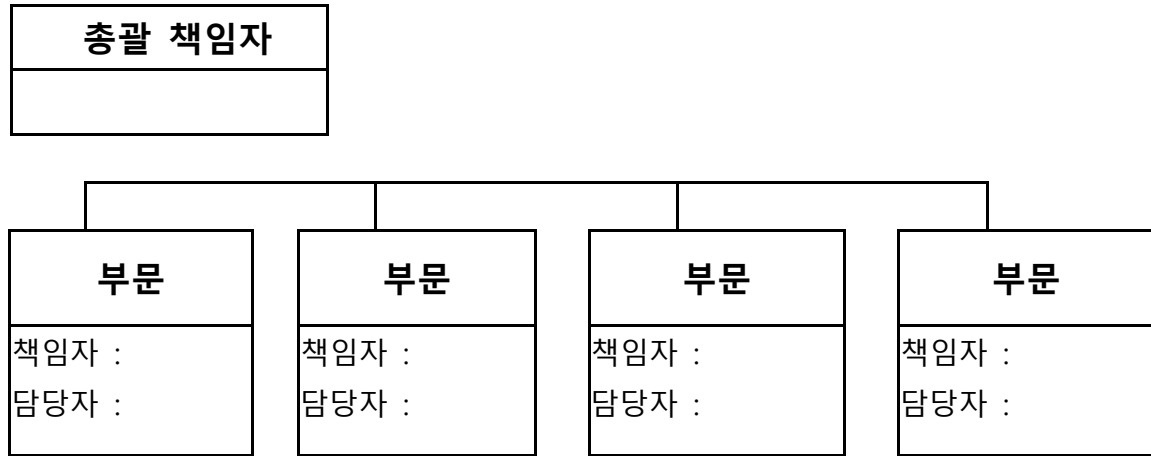 총괄 책임자
부문 부문 부문 부문
책임자 : 책임자 : 책임자 : 책임자 :
담당자 : 담당자 : 담당자 : 담당자 :